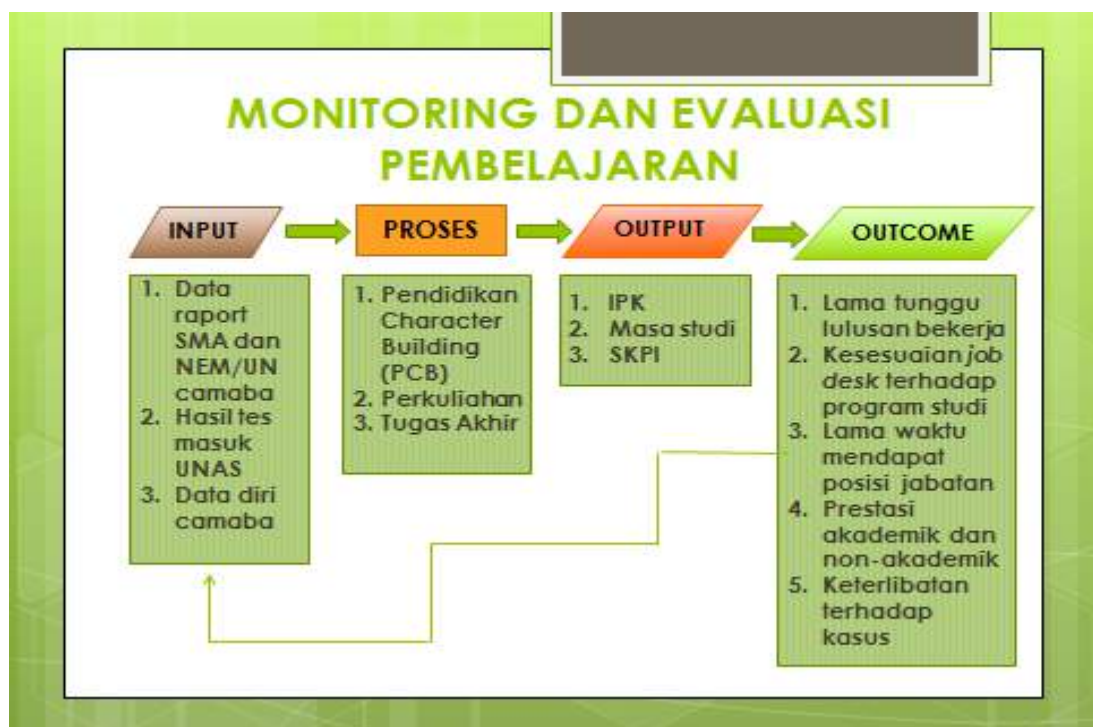 MONITORING DAN EVALUASI
PEMBELAJARAN
INPUT
PROSES
OUTPUT
OUTCOME
1. Data
raport
SMA dan
NEM/UN
camaba
2. Hasil tes
masuk
UNAS
3. Data diri
camaba
1. Pendidikan
Character
Building
(PCB)
2. Perkuliahan
3. Tugas Akhir
1. IPK
2. Masa studi
3. SKPI
1. Lama tunggu
lulusan bekerja
2. Kesesuaian job
desk terhadap
program studi
3. Lama waktu
mendapat
posisi jabatan
4. Prestasi
akademik dan
non-akademik
5. Keterlibatan
terhadap
kasus